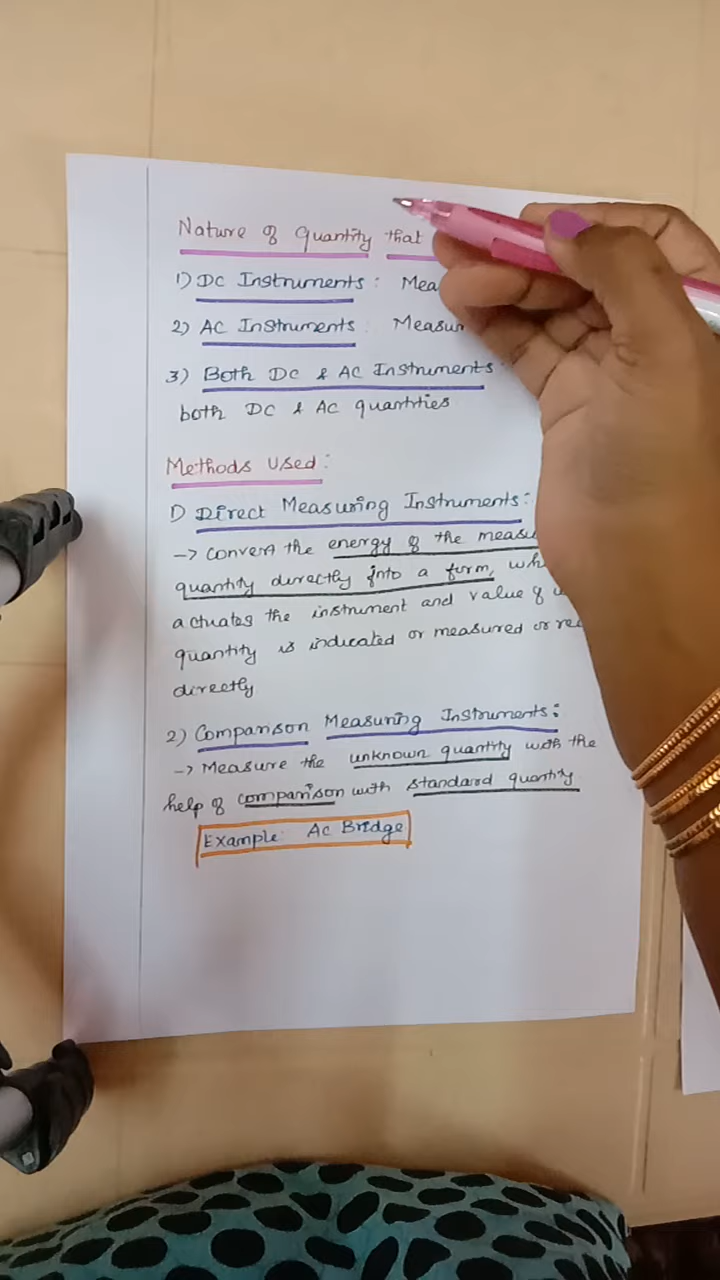 Nature of Quantity that
1) DC Instruments : Mea
2) AC Instruments : Measur
3) Both DC & AC Instruments :
both DC & AC quantities
Methods Used :
1) Direct Measuring Instruments :
-> Convert the energy of the measu
quantity directly into a form, wh
actuates the instrument and value of u
quantity is indicated or measured or re
directly
2) Comparison Measuring Instruments :
-> Measure the unknown quantity with the
help of comparison with standard quantity
Example: AC Bridge